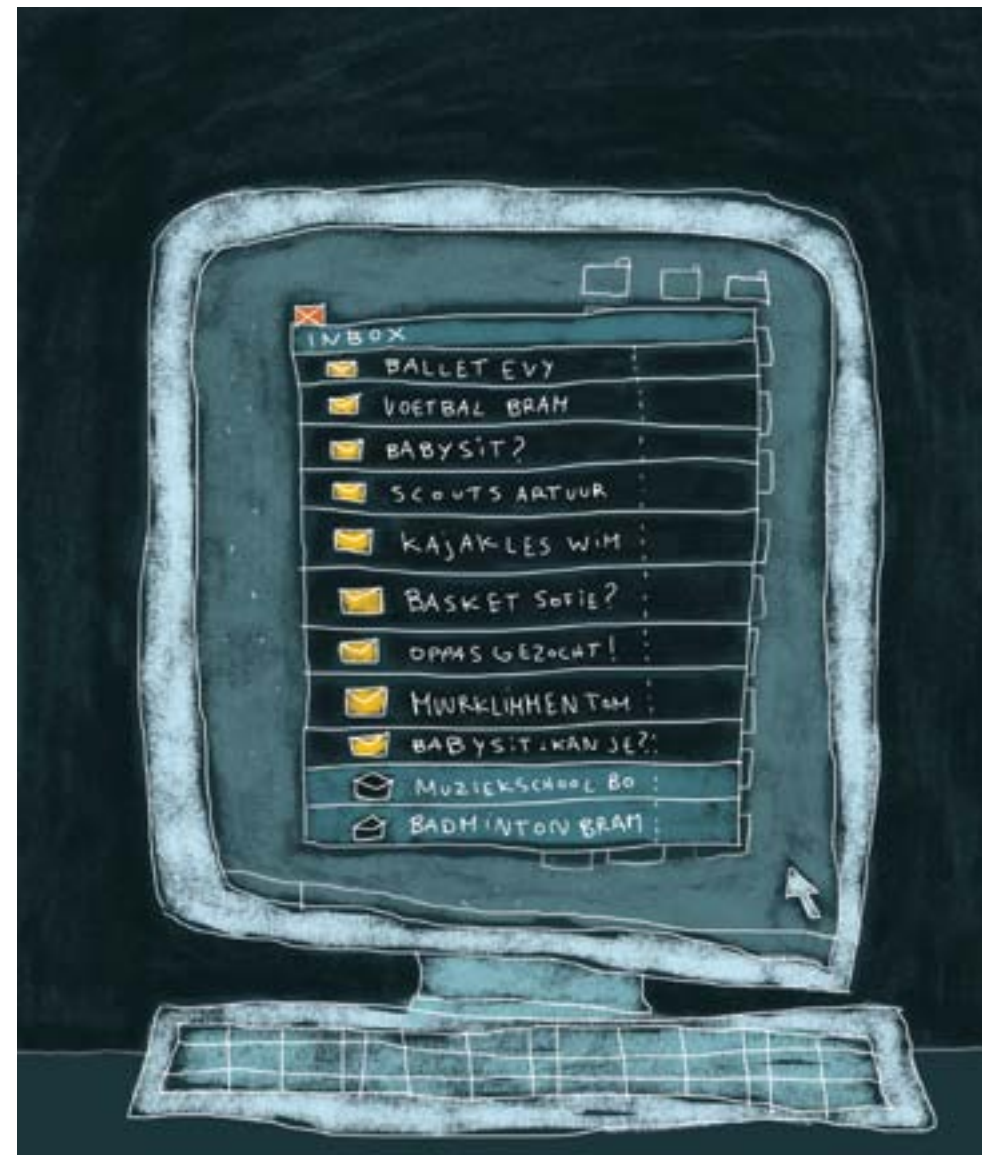 INBOX
BALLET EVY
VOETBAL BRAM
BABYSiT?
SCOUTS ARTUUR
KAJAKLES WiM
BASKET SOFiE?
OPPAS GEZOCHT!
MUURKLiMMEN TOM
BABYSiT. KAN JE?
MUZiEKSCHOOL BO
BADMiNTON BRAM